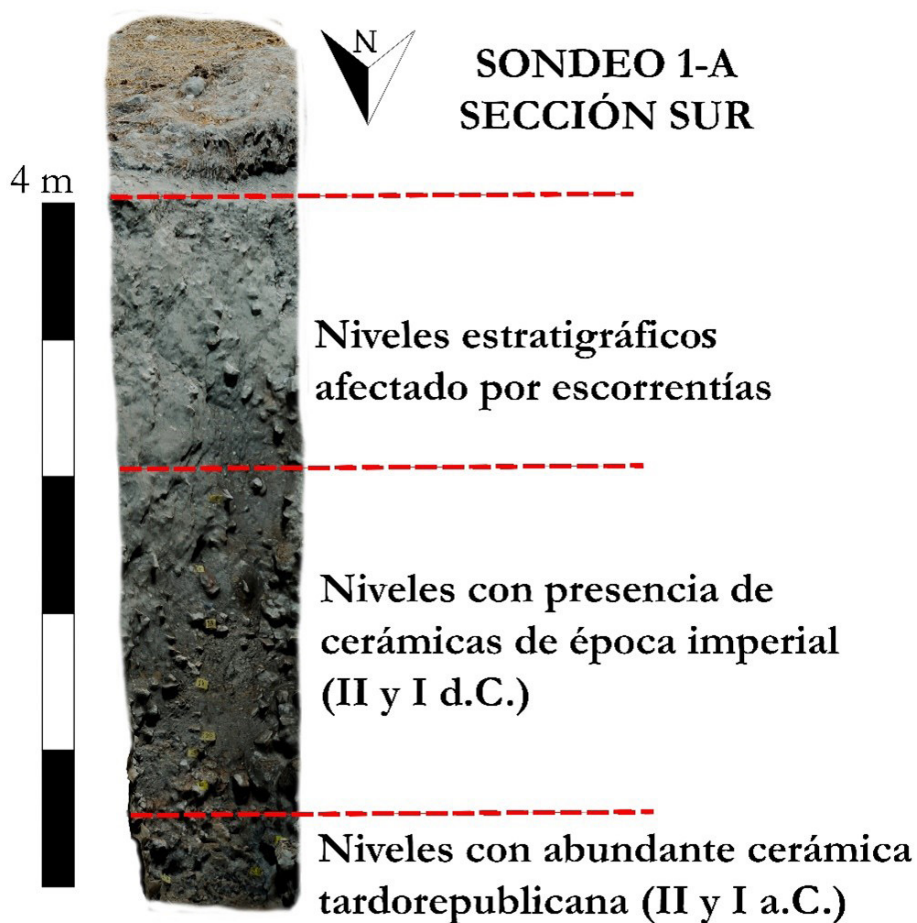 N
SONDEO 1-A
SECCIÓN SUR
4 m
Niveles estratigráficos
afectado por escorrentías
Niveles con presencia de
cerámicas de época imperial
(II y I d.C.)
Niveles con abundante cerámica
tardorepublicana (II y I a.C.)